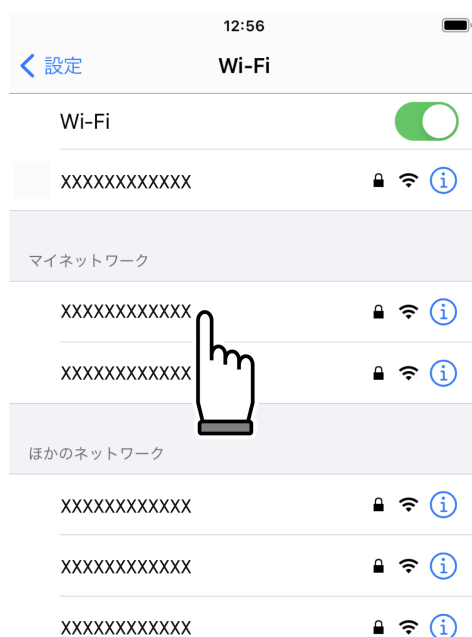 12:56
設定 Wi-Fi
Wi-Fi
XXXXXXXXXXXX
マイネットワーク
XXXXXXXXXXXX
XXXXXXXXXXXX
ほかのネットワーク
XXXXXXXXXXXX
XXXXXXXXXXXX
XXXXXXXXXXXX